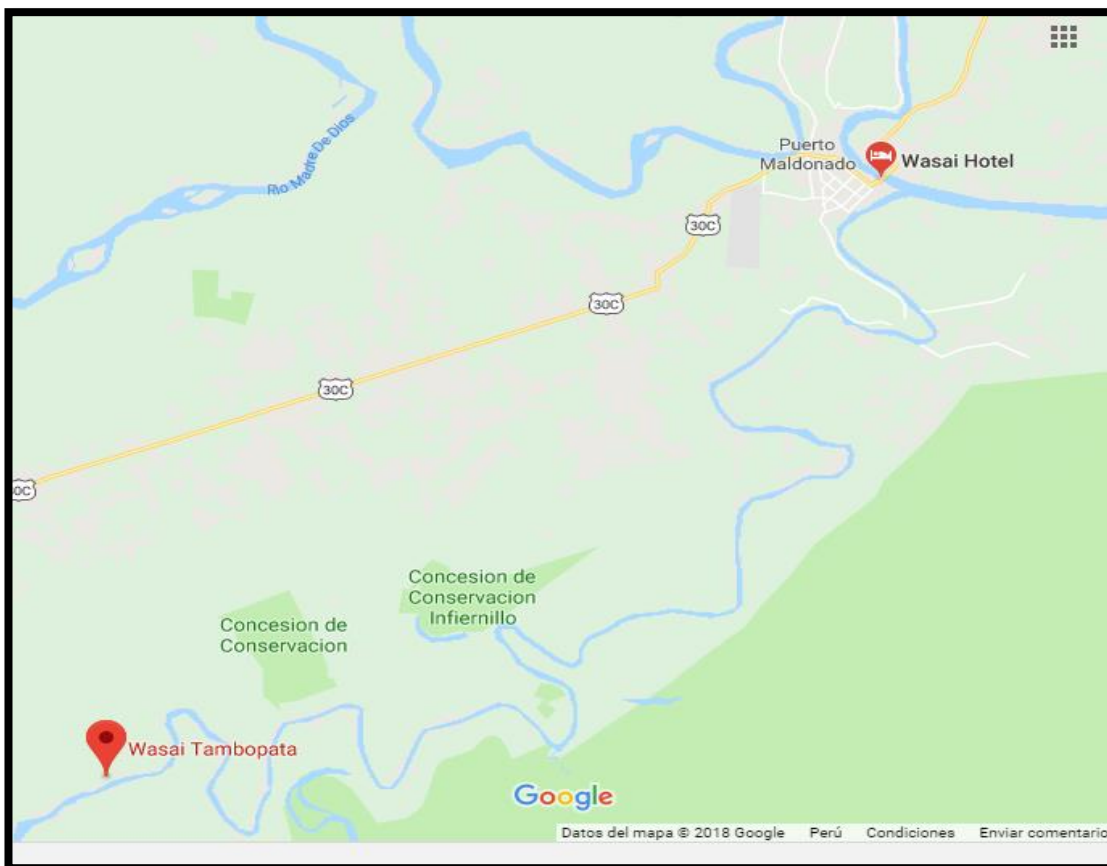 Puerto
Maldonado
Wasai Hotel
Rio Madre De Dios
30C
30C
30C
0C
Concesion de
Conservacion
Infiernillo
Concesion de
Conservacion
Wasai Tambopata
Google
Datos del mapa © 2018 Google Perú Condiciones Enviar comentario